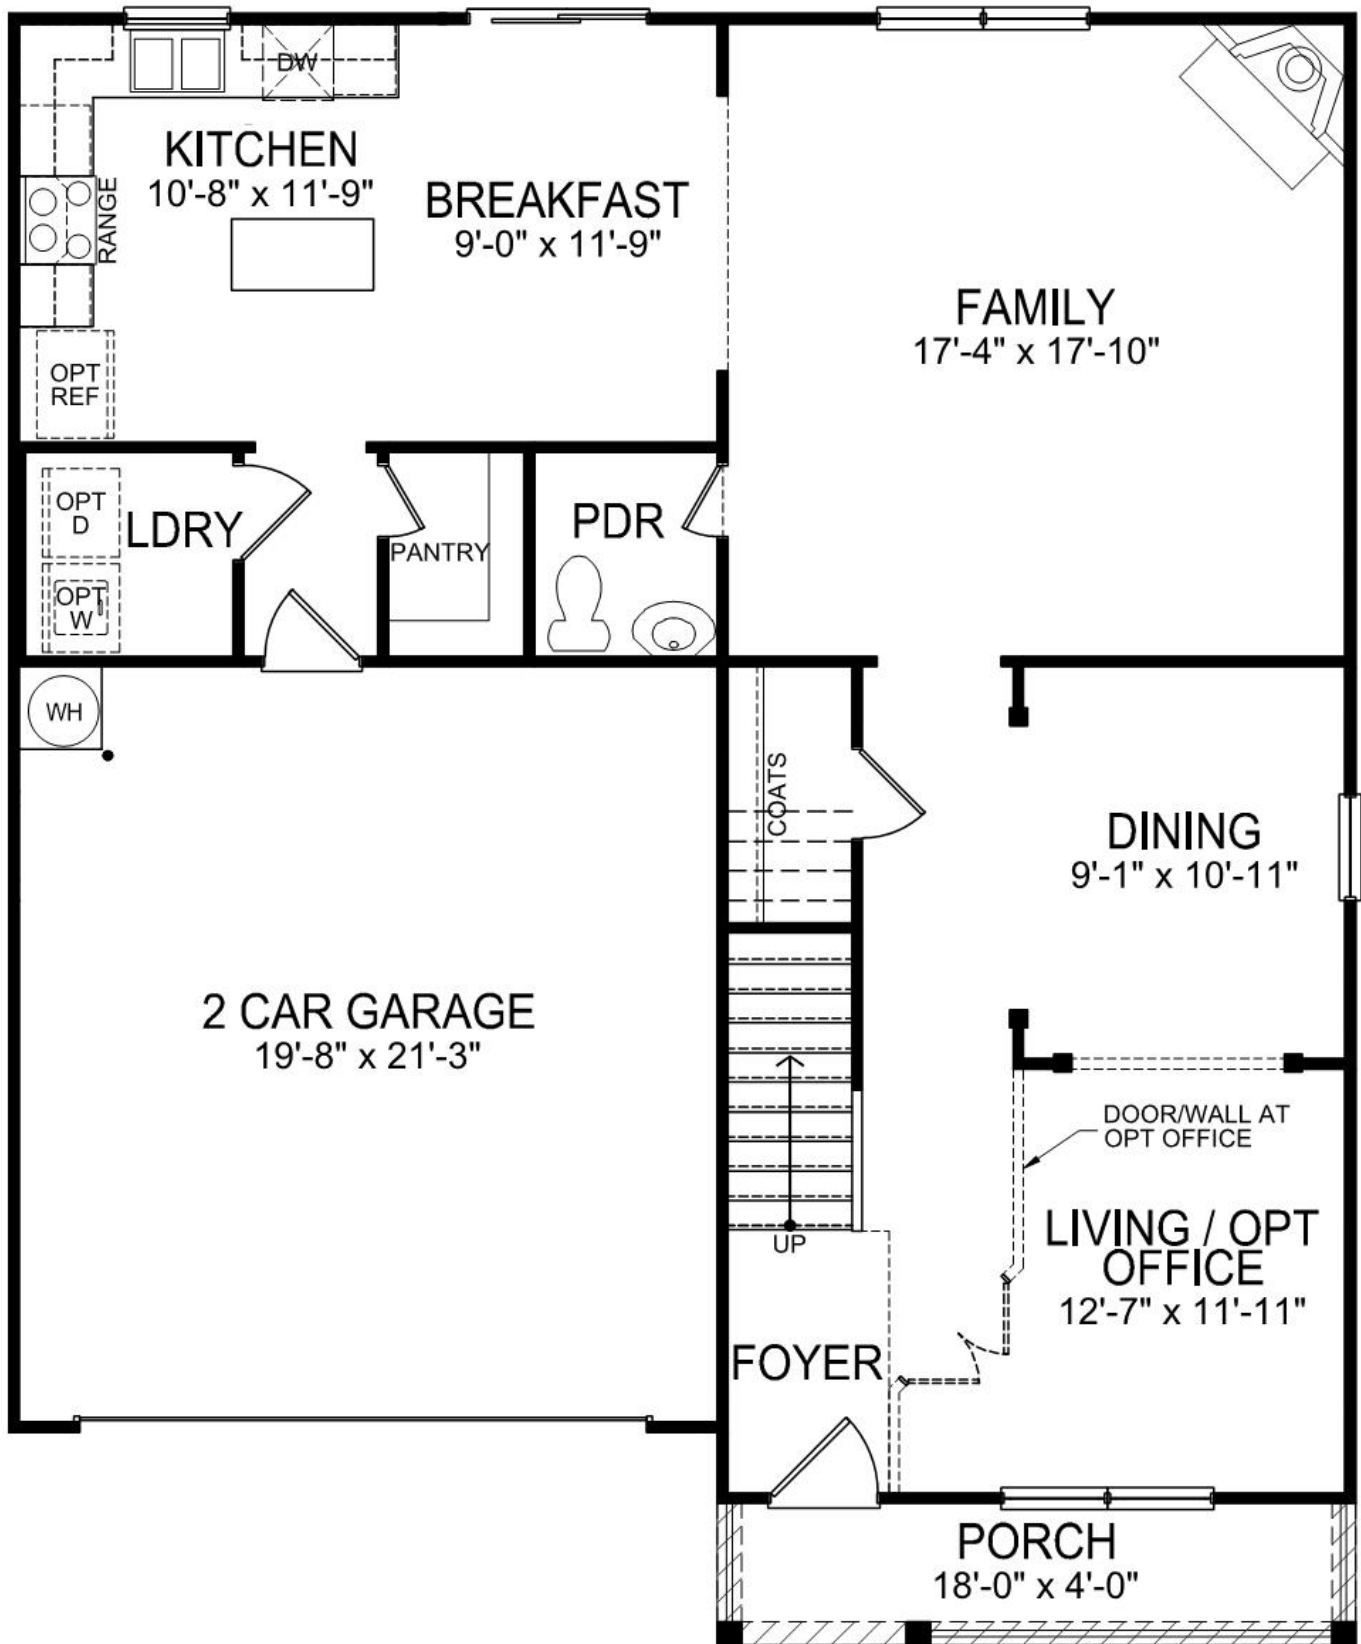 DW
KITCHEN
10'-8" x 11'-9"
RANGE
BREAKFAST
9'-0" x 11'-9"
FAMILY
17'-4" x 17'-10"
OPT
REF
OPT
D
LDRY
OPT
W
PANTRY
PDR
WH
COATS
DINING
9'-1" x 10'-11"
2 CAR GARAGE
19'-8" x 21'-3"
DOOR/WALL AT
OPT OFFICE
UP
LIVING / OPT
OFFICE
12'-7" x 11'-11"
FOYER
PORCH
18'-0" x 4'-0"